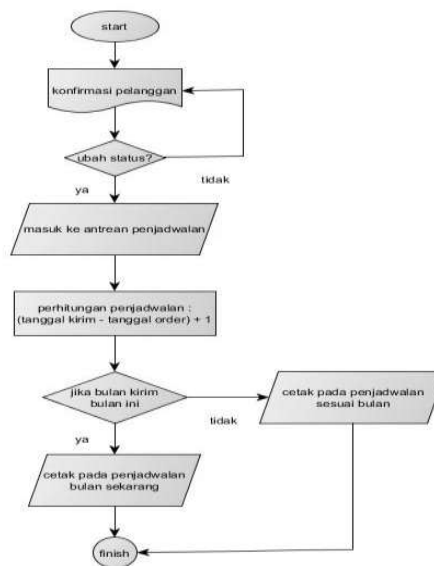 start
konfirmasi pelanggan
ubah status?
tidak
ya
masuk ke antrean penjadwalan
perhitungan penjadwalan :
(tanggal kirim - tanggal order) + 1
jika bulan kirim
bulan ini
cetak pada penjadwalan
sesuai bulan
tidak
ya
cetak pada penjadwalan
bulan sekarang
finish